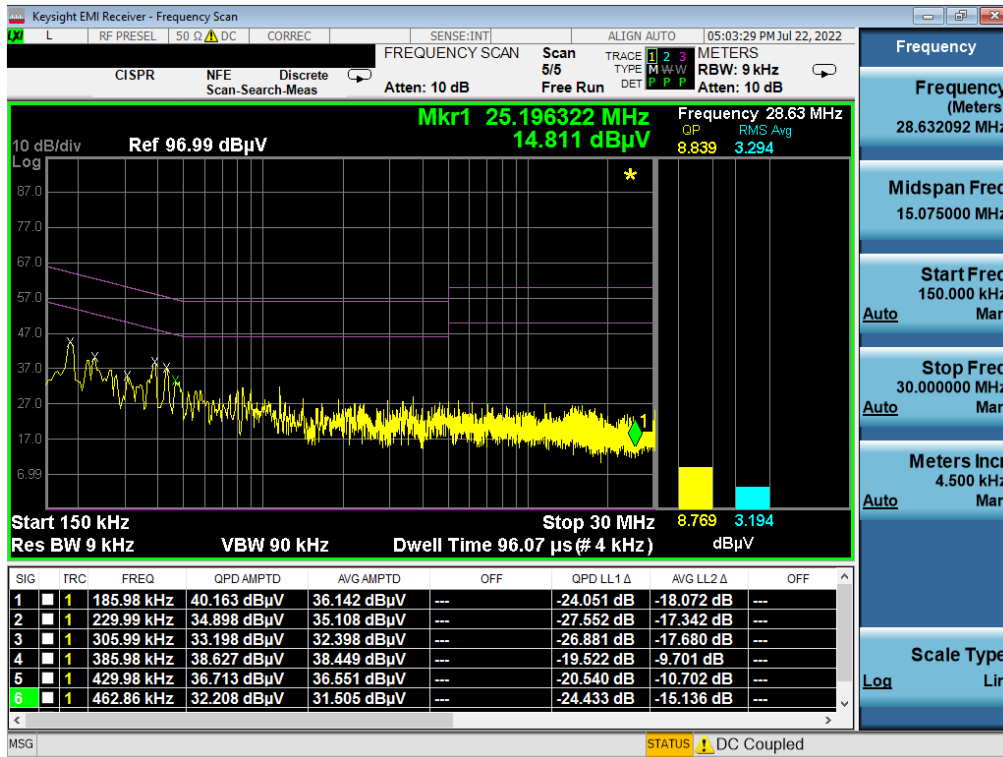 Keysight EMI Receiver - Frequency Scan
LXI L RF PRESEL 50 Ω DC CORREC SENSE:INT ALIGN AUTO 05:03:29 PM Jul 22, 2022
FREQUENCY SCAN Scan TRACE 1 2 3 METERS
CISPR NFE Discrete 5/5 TYPE M W W RBW: 9 kHz
Scan-Search-Meas Atten: 10 dB Free Run DET P P P Atten: 10 dB
Mkr1 25.196322 MHz
14.811 dBµV
Frequency 28.63 MHz
QP RMS Avg
8.839 3.294
10 dB/div Ref 96.99 dBµV
Log
87.0
77.0
67.0
57.0
47.0
37.0
27.0
17.0
6.99
*
1
Start 150 kHz Stop 30 MHz
Res BW 9 kHz VBW 90 kHz Dwell Time 96.07 µs (# 4 kHz)
8.769 3.194
dBµV
SIG TRC FREQ QPD AMPTD AVG AMPTD OFF QPD LL1 Δ AVG LL2 Δ OFF
1 1 185.98 kHz 40.163 dBµV 36.142 dBµV --- -24.051 dB -18.072 dB ---
2 1 229.99 kHz 34.898 dBµV 35.108 dBµV --- -27.552 dB -17.342 dB ---
3 1 305.99 kHz 33.198 dBµV 32.398 dBµV --- -26.881 dB -17.680 dB ---
4 1 385.98 kHz 38.627 dBµV 38.449 dBµV --- -19.522 dB -9.701 dB ---
5 1 429.98 kHz 36.713 dBµV 36.551 dBµV --- -20.540 dB -10.702 dB ---
6 1 462.86 kHz 32.208 dBµV 31.505 dBµV --- -24.433 dB -15.136 dB ---
MSG STATUS DC Coupled
Frequency
Frequency
(Meters
28.632092 MHz
Midspan Freq
15.075000 MHz
Start Freq
150.000 kHz
Auto Man
Stop Freq
30.000000 MHz
Auto Man
Meters Incr
4.500 kHz
Auto Man
Scale Type
Log Lin